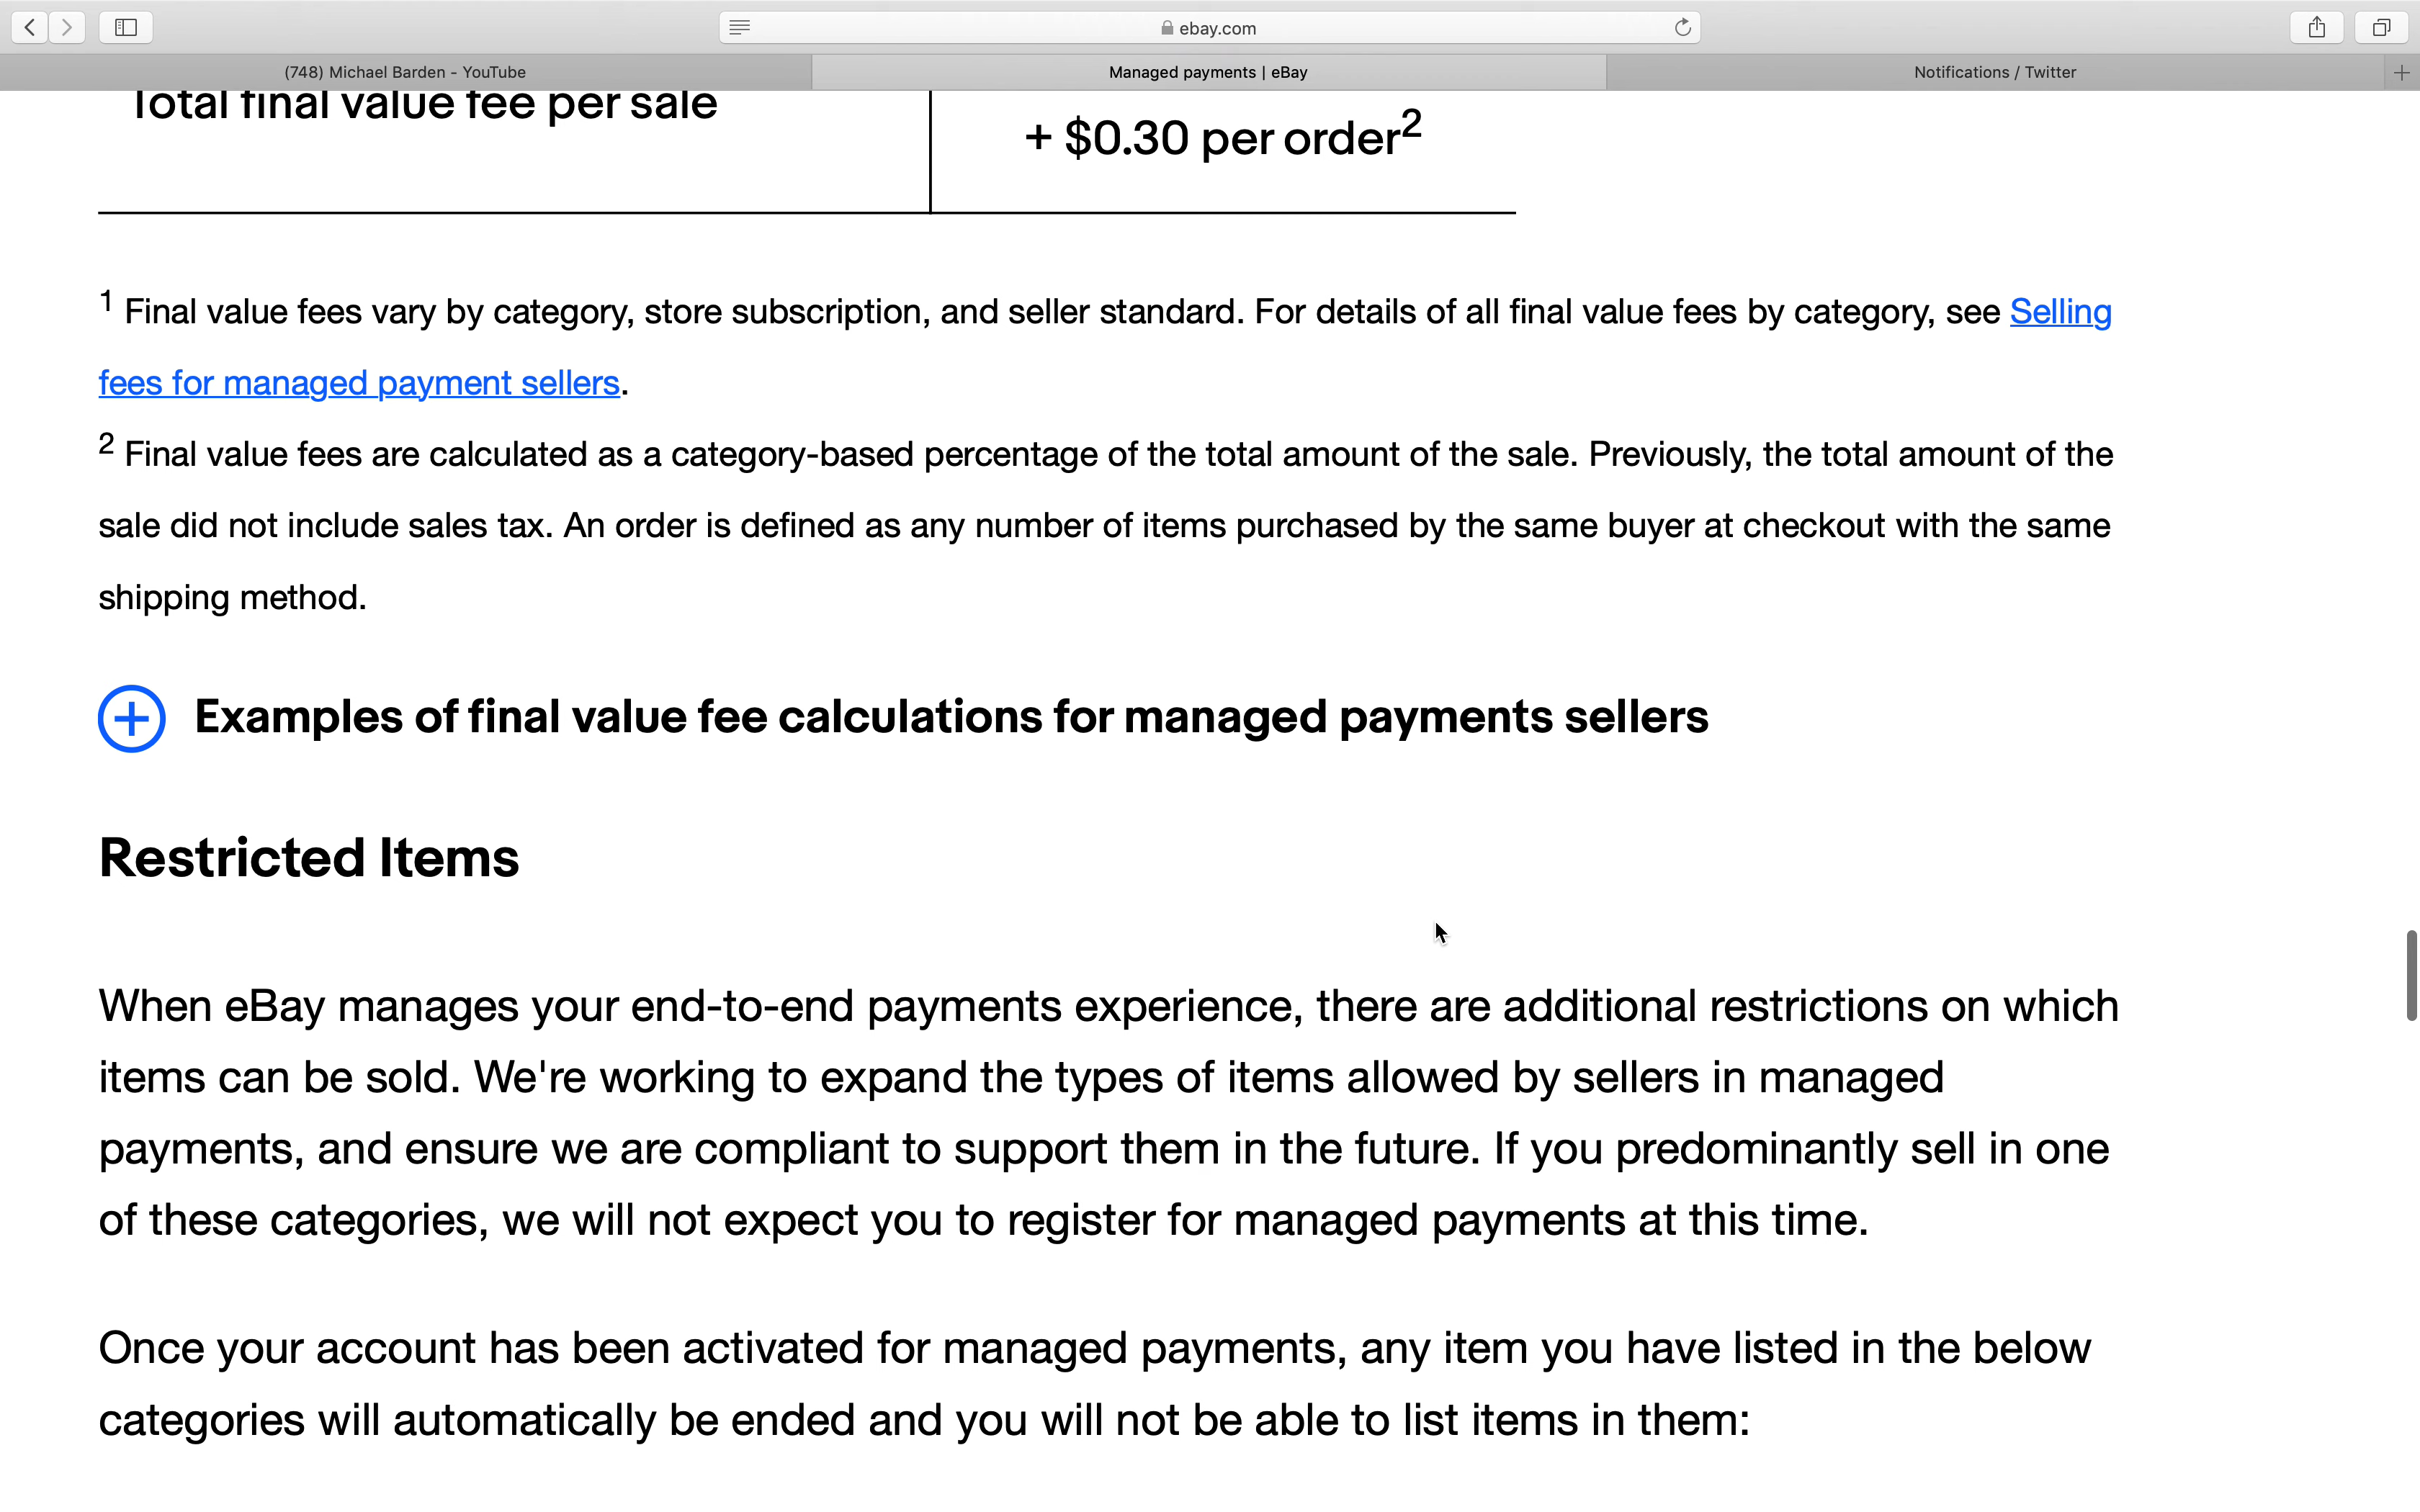 ebay.com
(748) Michael Barden - YouTube
Managed payments | eBay
Notifications / Twitter
Total final value fee per sale
+ $0.30 per order2
1 Final value fees vary by category, store subscription, and seller standard. For details of all final value fees by category, see Selling
fees for managed payment sellers.
2 Final value fees are calculated as a category-based percentage of the total amount of the sale. Previously, the total amount of the
sale did not include sales tax. An order is defined as any number of items purchased by the same buyer at checkout with the same
shipping method.
Examples of final value fee calculations for managed payments sellers
Restricted Items
When eBay manages your end-to-end payments experience, there are additional restrictions on which
items can be sold. We're working to expand the types of items allowed by sellers in managed
payments, and ensure we are compliant to support them in the future. If you predominantly sell in one
of these categories, we will not expect you to register for managed payments at this time.
Once your account has been activated for managed payments, any item you have listed in the below
categories will automatically be ended and you will not be able to list items in them: